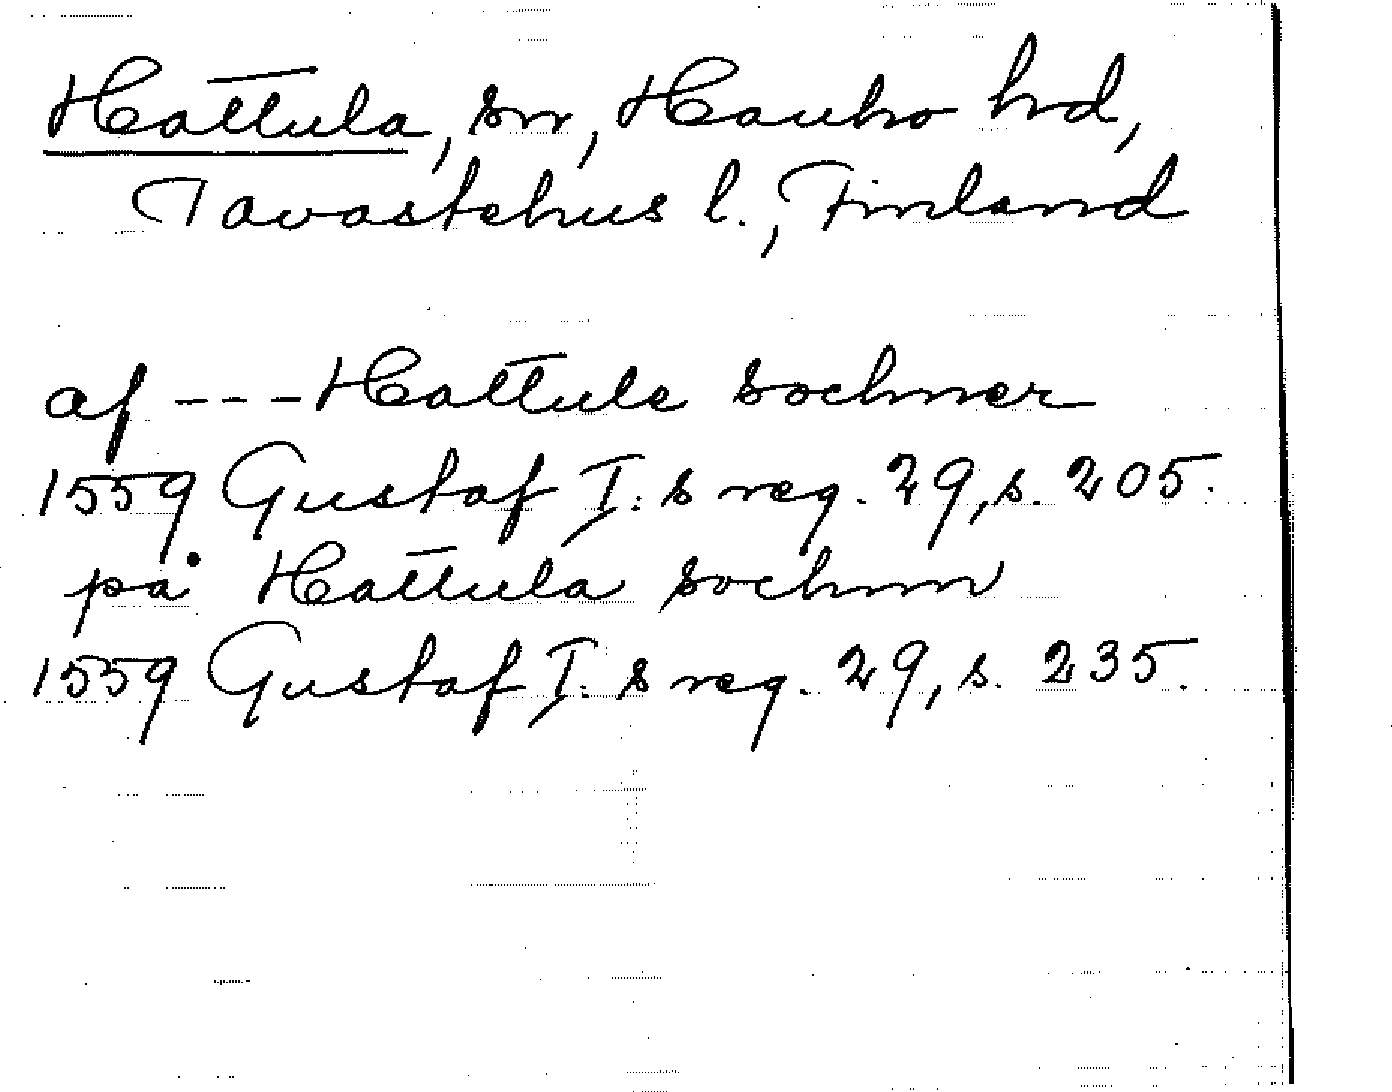 Hattula, sn, Hauho hrd,
Tavastehus l., Finland
af --- Hattule sochner
1559 Gustaf I:s reg. 29, s. 205.
på Hattula sochnn
1559 Gustaf I:s reg. 29, s. 235.